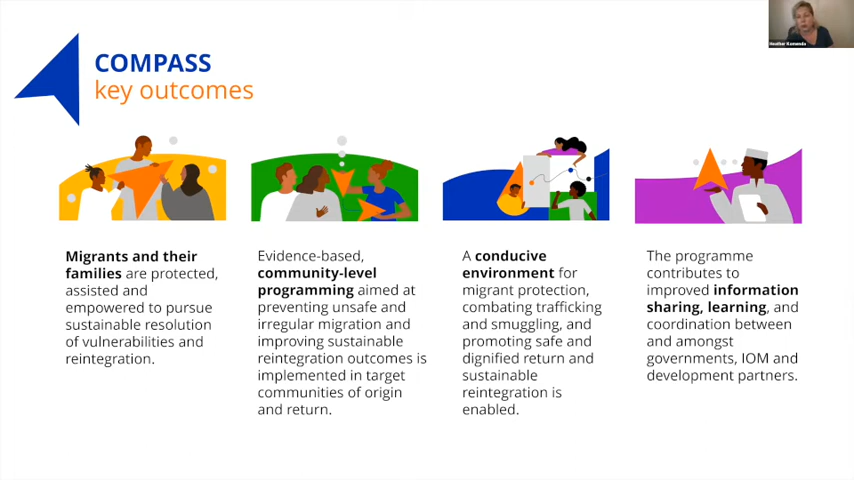 Heather Komenda
COMPASS
key outcomes
Migrants and their
families are protected,
assisted and
empowered to pursue
sustainable resolution
of vulnerabilities and
reintegration.
Evidence-based,
community-level
programming aimed at
preventing unsafe and
irregular migration and
improving sustainable
reintegration outcomes is
implemented in target
communities of origin
and return.
A conducive
environment for
migrant protection,
combating trafficking
and smuggling, and
promoting safe and
dignified return and
sustainable
reintegration is
enabled.
The programme
contributes to
improved information
sharing, learning, and
coordination between
and amongst
governments, IOM and
development partners.